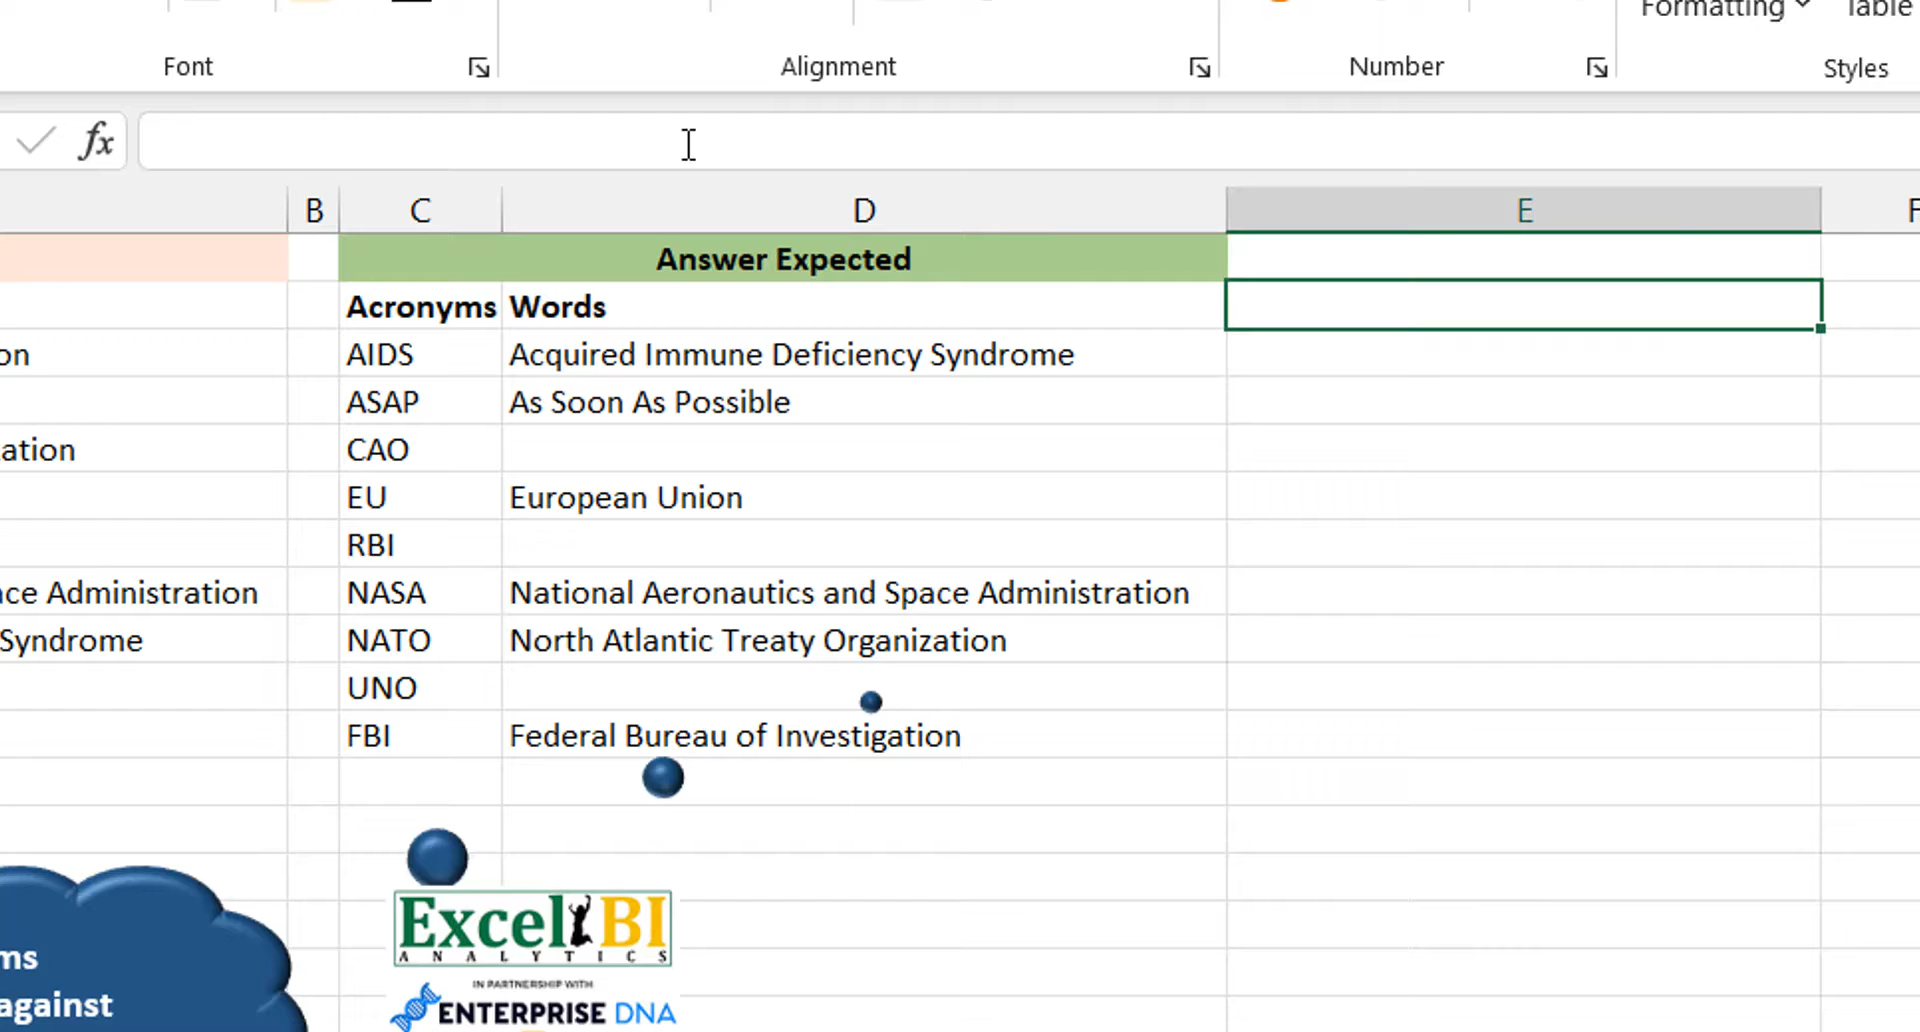 Formatting
Table
Font
Alignment
Number
Styles
fx
B
C
D
E
F
Answer Expected
Acronyms Words
on
AIDS Acquired Immune Deficiency Syndrome
ASAP As Soon As Possible
ation CAO
EU European Union
RBI
ce Administration NASA National Aeronautics and Space Administration
Syndrome NATO North Atlantic Treaty Organization
UNO
FBI Federal Bureau of Investigation
Excel BI
ANALYTICS
IN PARTNERSHIP WITH
ENTERPRISE DNA
ms
against